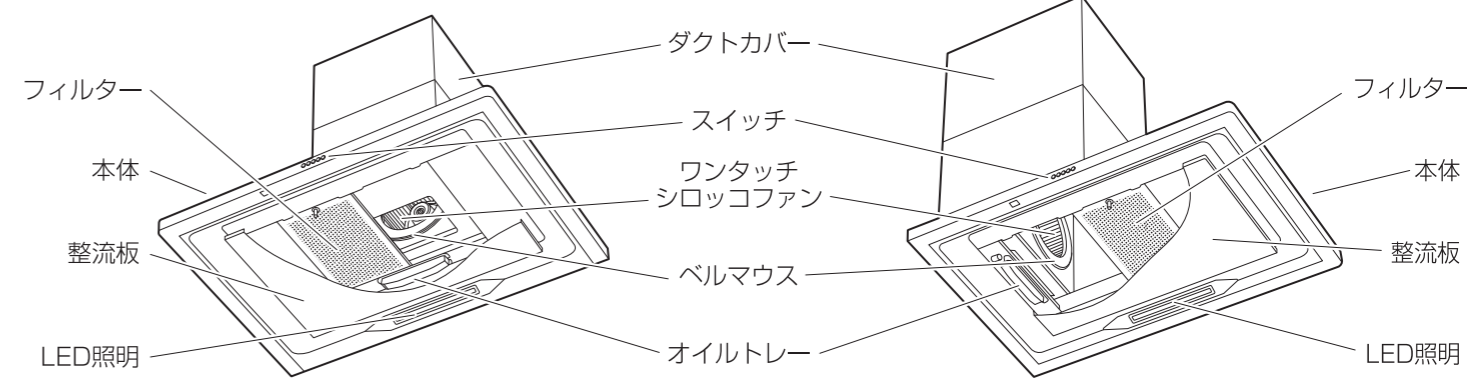 フィルター
本体
整流板
LED照明
ダクトカバー
スイッチ
ワンタッチ
シロッコファン
ベルマウス
オイルトレー
フィルター
本体
整流板
LED照明